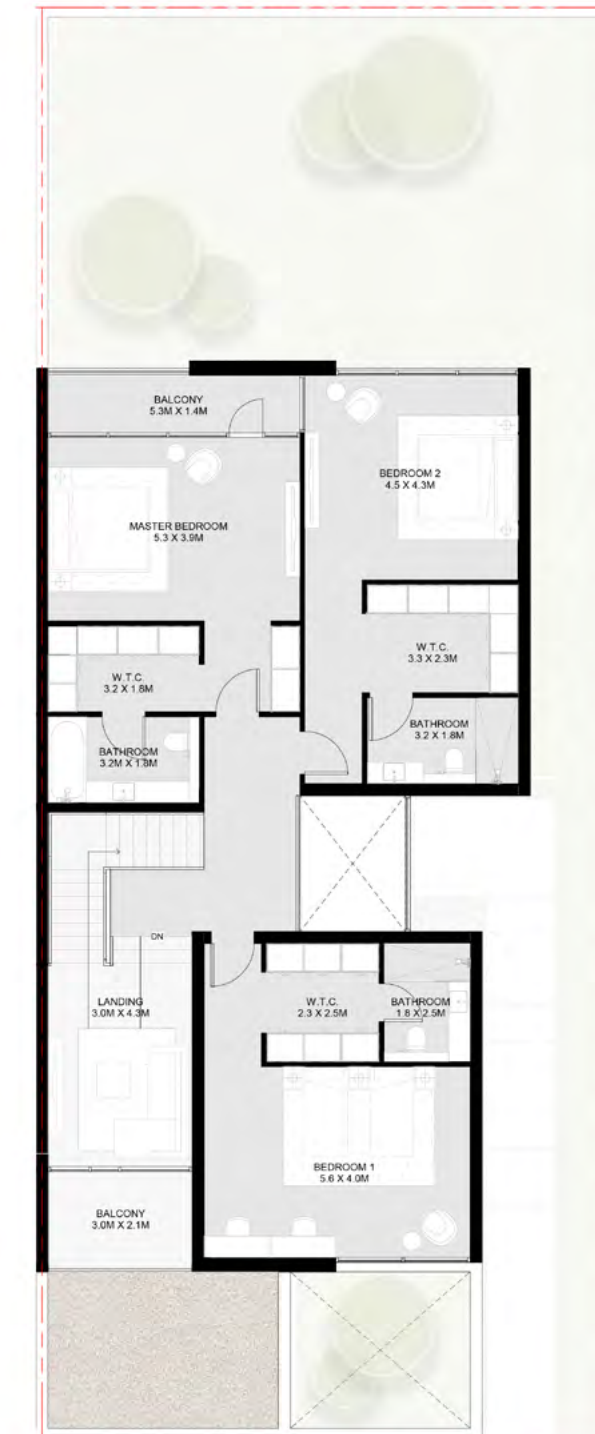 BALCONY
5.3M X 1.4M
BEDROOM 2
4.5 X 4.3M
MASTER BEDROOM
5.3 X 3.9M
W.T.C.
3.3 X 2.3M
W.T.C.
3.2 X 1.8M
BATHROOM
3.2 X 1.8M
BATHROOM
3.2M X 1.8M
DN
LANDING
3.0M X 4.3M
W.T.C.
2.3 X 2.5M
BATHROOM
1.8 X 2.5M
BEDROOM 1
5.6 X 4.0M
BALCONY
3.0M X 2.1M